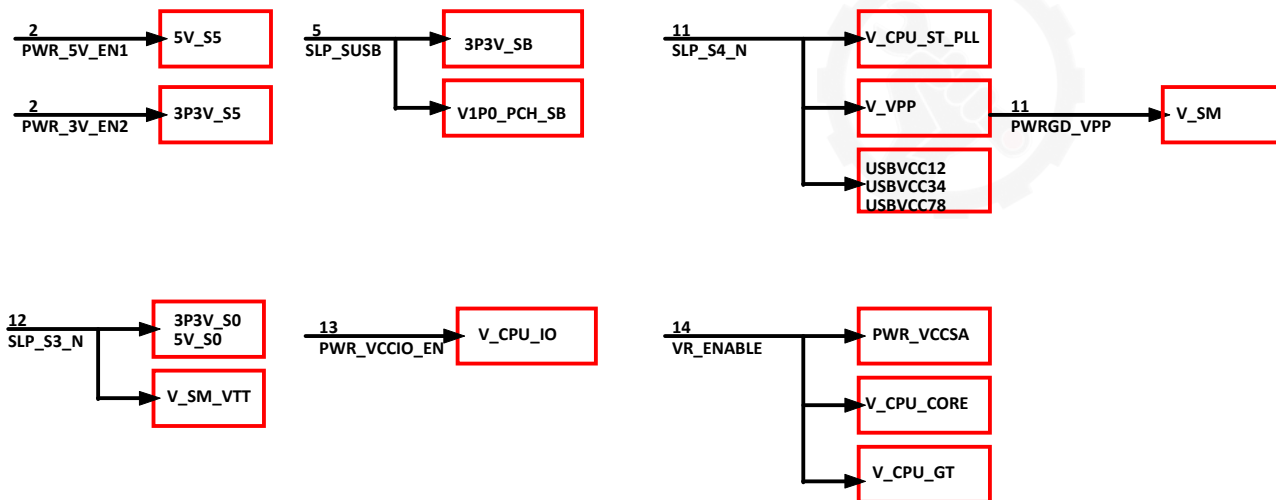 2
PWR_5V_EN1
5V_S5
2
PWR_3V_EN2
3P3V_S5
5
SLP_SUSB
3P3V_SB
V1P0_PCH_SB
11
SLP_S4_N
V_CPU_ST_PLL
V_VPP
11
PWRGD_VPP
V_SM
USBVCC12
USBVCC34
USBVCC78
12
SLP_S3_N
3P3V_S0
5V_S0
V_SM_VTT
13
PWR_VCCIO_EN
V_CPU_IO
14
VR_ENABLE
PWR_VCCSA
V_CPU_CORE
V_CPU_GT